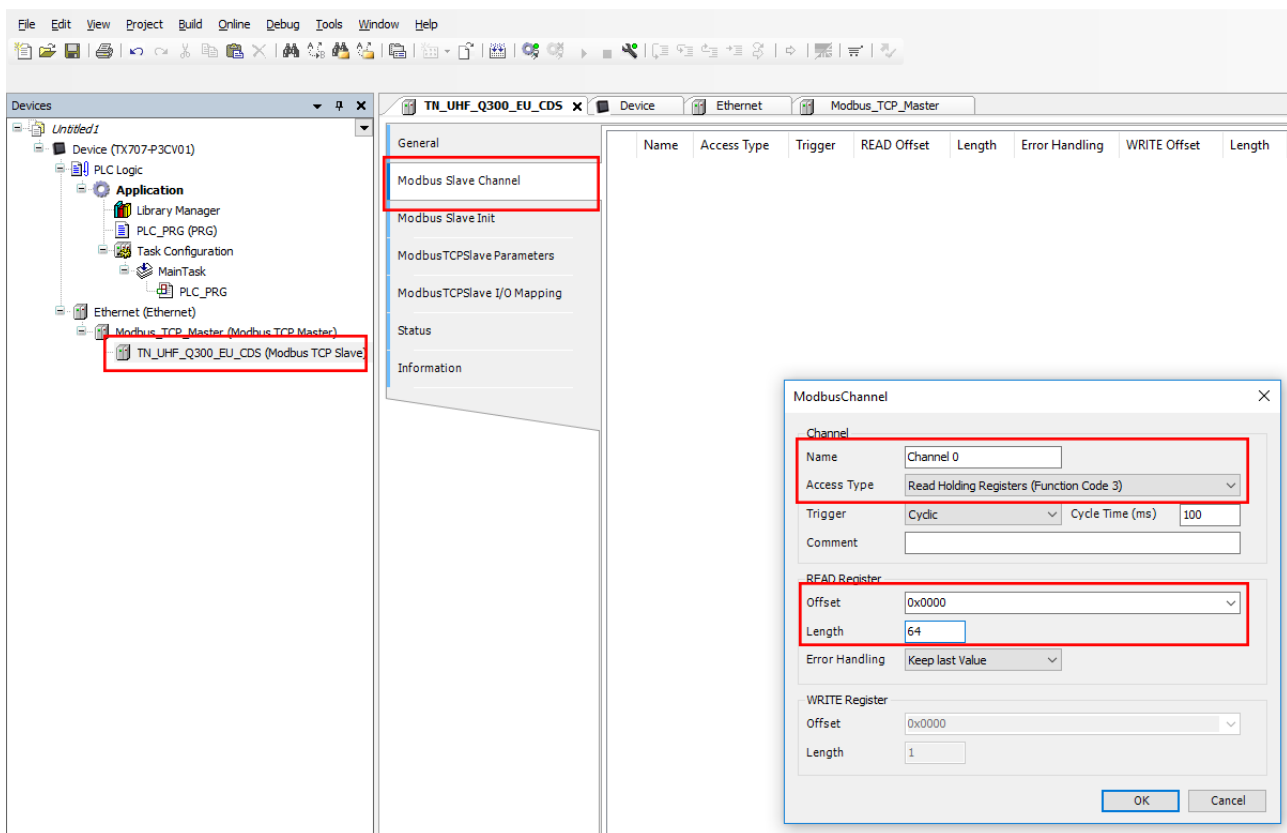 File Edit View Project Build Online Debug Tools Window Help
Devices
TN_UHF_Q300_EU_CDS Device Ethernet Modbus_TCP_Master
Untitled1
Device (TX707-P3CV01)
PLC Logic
Application
Library Manager
PLC_PRG (PRG)
Task Configuration
MainTask
PLC_PRG
Ethernet (Ethernet)
Modbus_TCP_Master (Modbus TCP Master)
TN_UHF_Q300_EU_CDS (Modbus TCP Slave)
General
Modbus Slave Channel
Modbus Slave Init
ModbusTCPSlave Parameters
ModbusTCPSlave I/O Mapping
Status
Information
Name Access Type Trigger READ Offset Length Error Handling WRITE Offset Length
ModbusChannel
Channel
Name Channel 0
Access Type Read Holding Registers (Function Code 3)
Trigger Cyclic Cycle Time (ms) 100
Comment
READ Register
Offset 0x0000
Length 64
Error Handling Keep last Value
WRITE Register
Offset 0x0000
Length 1
OK Cancel